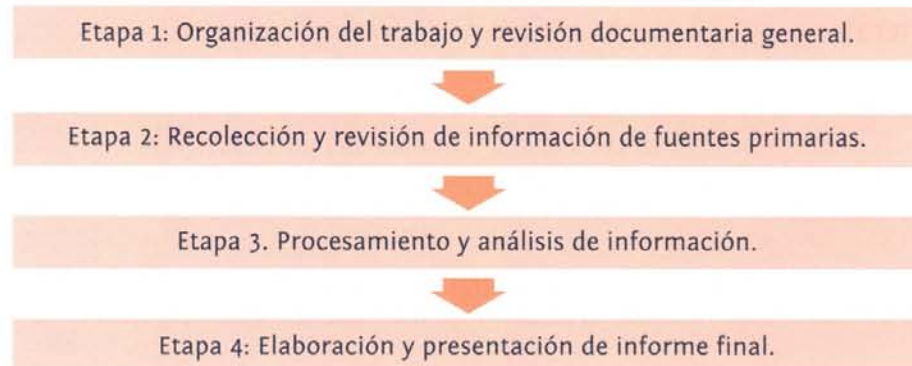 Etapa 1: Organización del trabajo y revisión documentaria general.
Etapa 2: Recolección y revisión de información de fuentes primarias.
Etapa 3. Procesamiento y análisis de información.
Etapa 4: Elaboración y presentación de informe final.